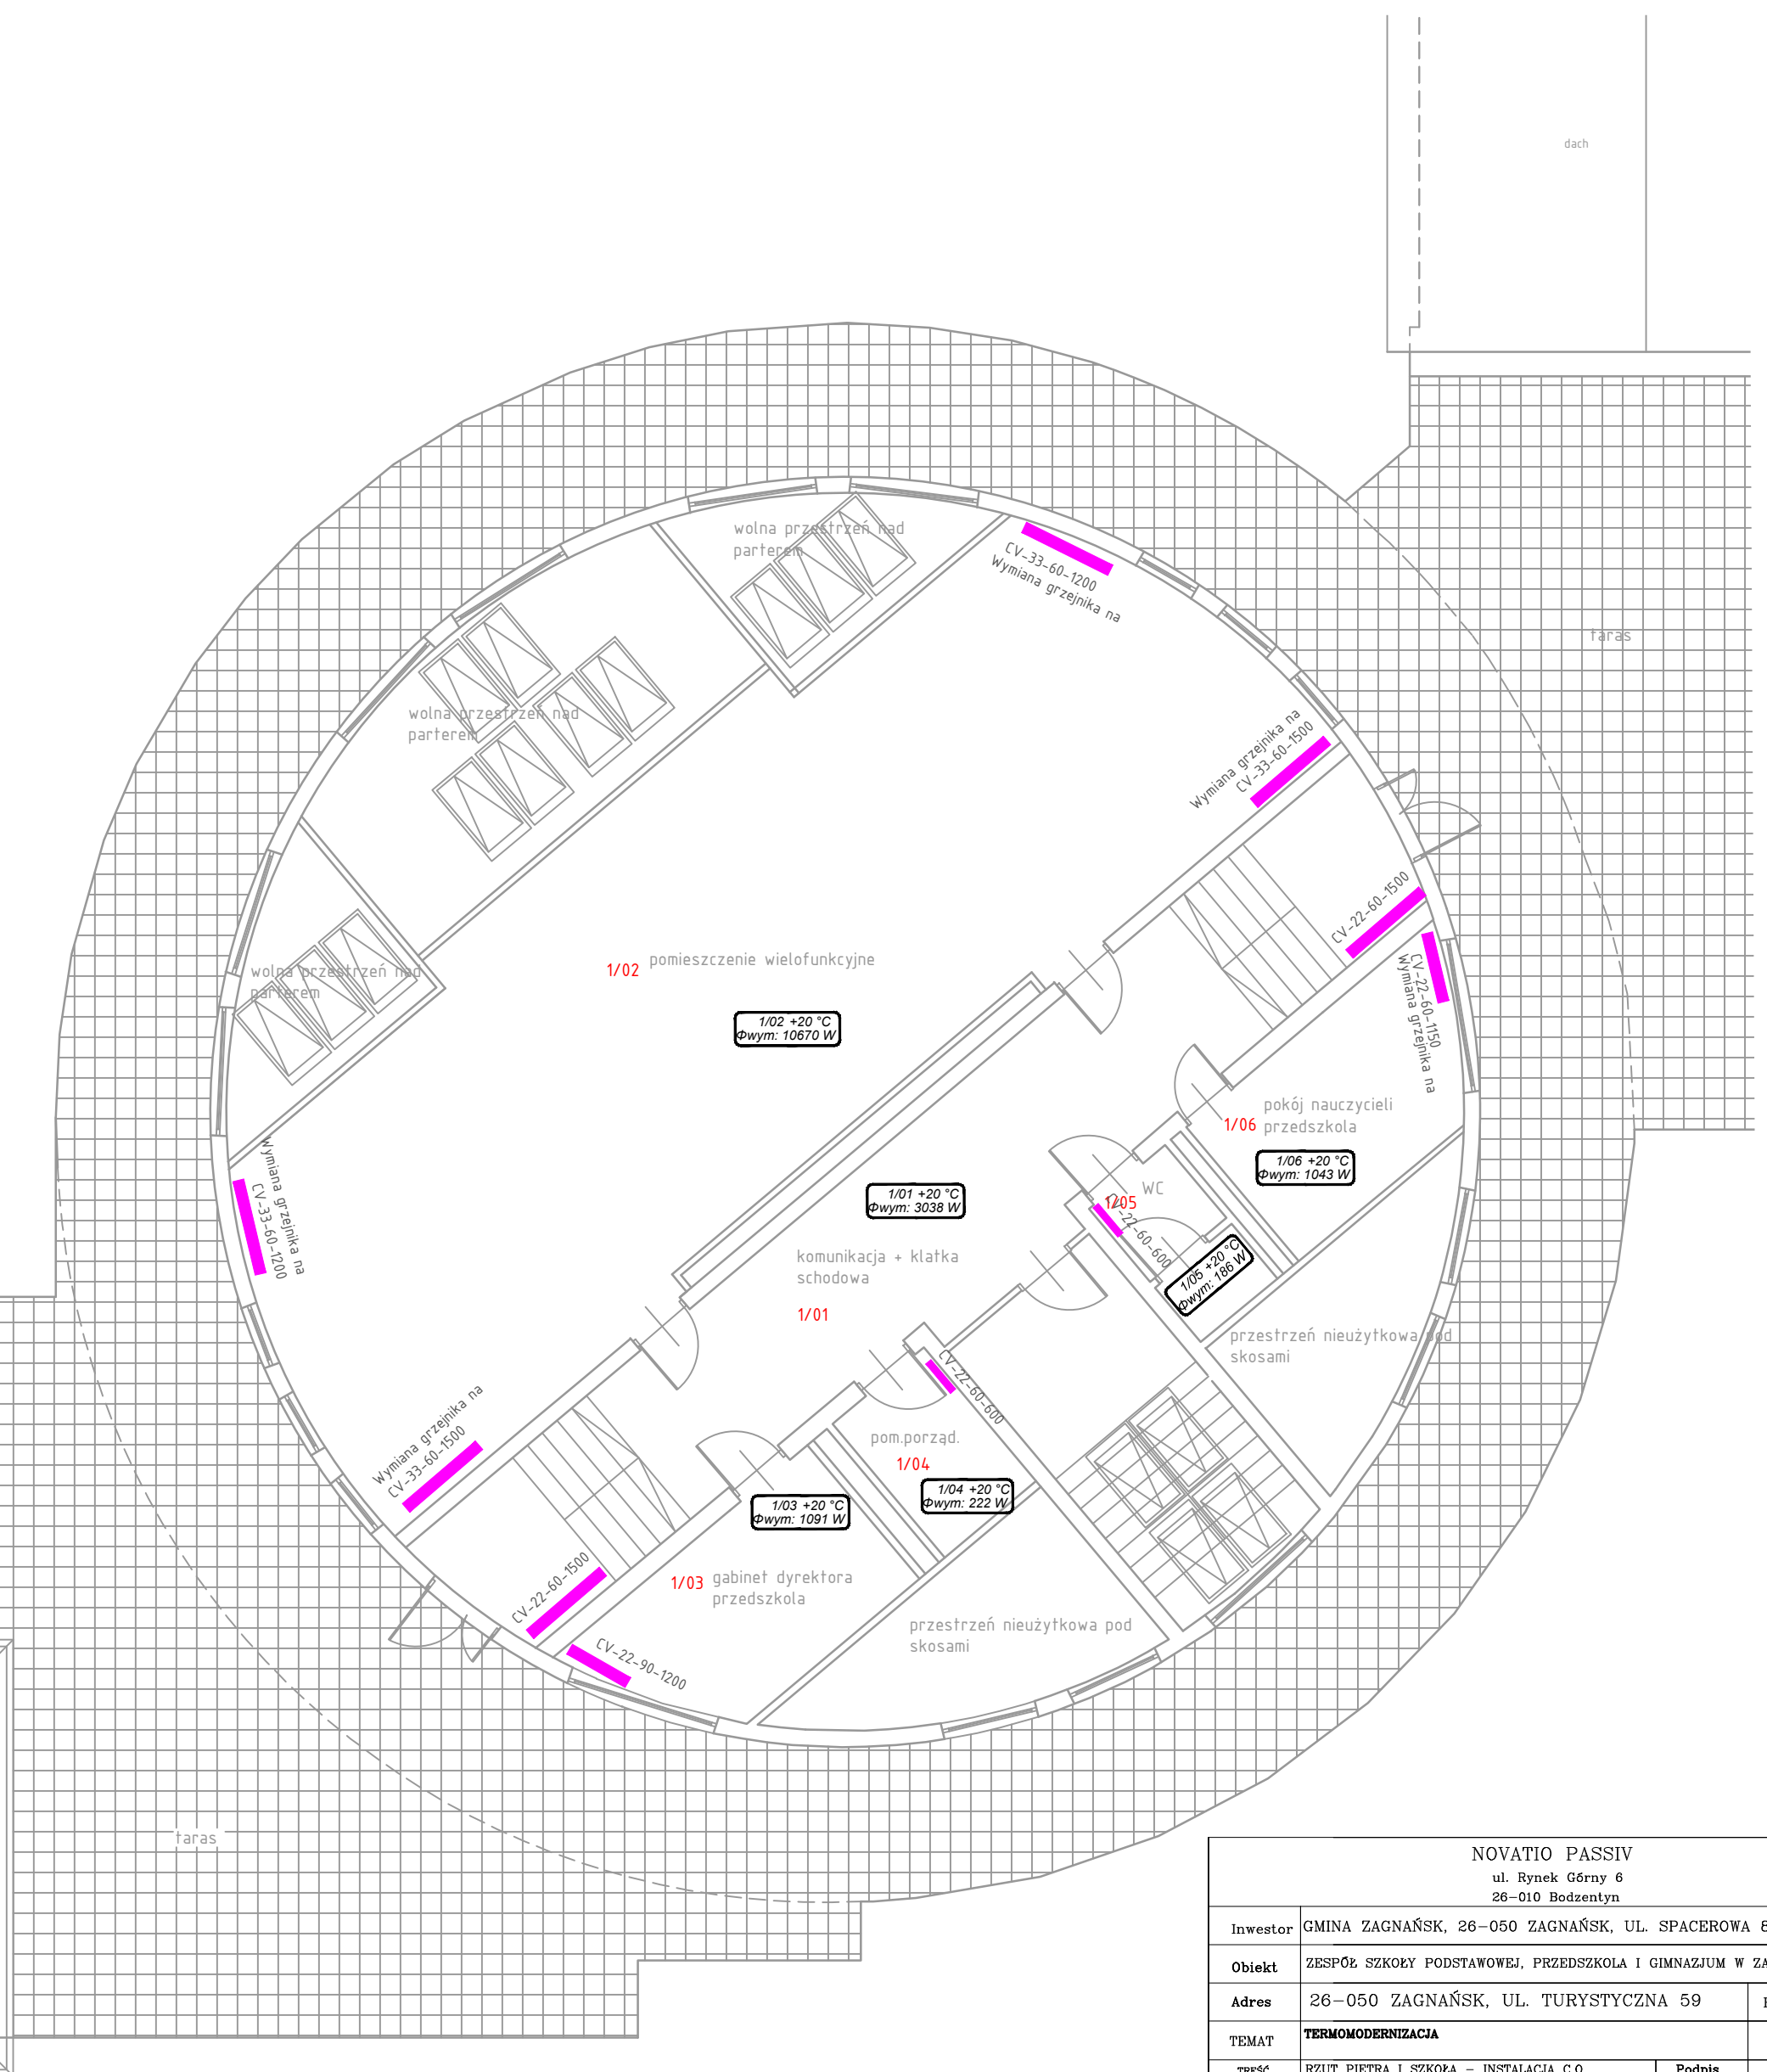 dach
taras
wolna przestrzeń nad
parterem
CV-33-60-1200
Wymiana grzejnika na
wolna przestrzeń nad
parterem
Wymiana grzejnika na
CV-33-60-1500
CV-22-60-1500
wolna przestrzeń nad
parterem
1/02 pomieszczenie wielofunkcyjne
CV-22-60-1150
Wymiana grzejnika na
1/02 +20 °C
Φwym: 10670 W
pokój nauczycieli
1/06 przedszkola
1/06 +20 °C
Φwym: 1043 W
Wymiana grzejnika na
CV-33-60-1200
1/01 +20 °C
Φwym: 3038 W
WC
1/05
CV-22-60-600
1/05 +20 °C
Φwym: 186 W
komunikacja + klatka
schodowa
1/01
przestrzeń nieużytkowa pod
skosami
CV-22-60-600
Wymiana grzejnika na
CV-33-60-1500
pom.porząd.
1/04
1/04 +20 °C
Φwym: 222 W
1/03 +20 °C
Φwym: 1091 W
CV-22-60-1500
1/03 gabinet dyrektora
przedszkola
CV-22-90-1200
przestrzeń nieużytkowa pod
skosami
taras
NOVATIO PASSIV
ul. Rynek Górny 6
26-010 Bodzentyn
Inwestor GMINA ZAGNAŃSK, 26-050 ZAGNAŃSK, UL. SPACEROWA 8
Obiekt ZESPÓŁ SZKOŁY PODSTAWOWEJ, PRZEDSZKOLA I GIMNAZJUM W ZA
Adres 26-050 ZAGNAŃSK, UL. TURYSTYCZNA 59
TEMAT TERMOMODERNIZACJA
TREŚĆ RZUT PIĘTRA I SZKOŁA - INSTALACJA C.O. Podpis